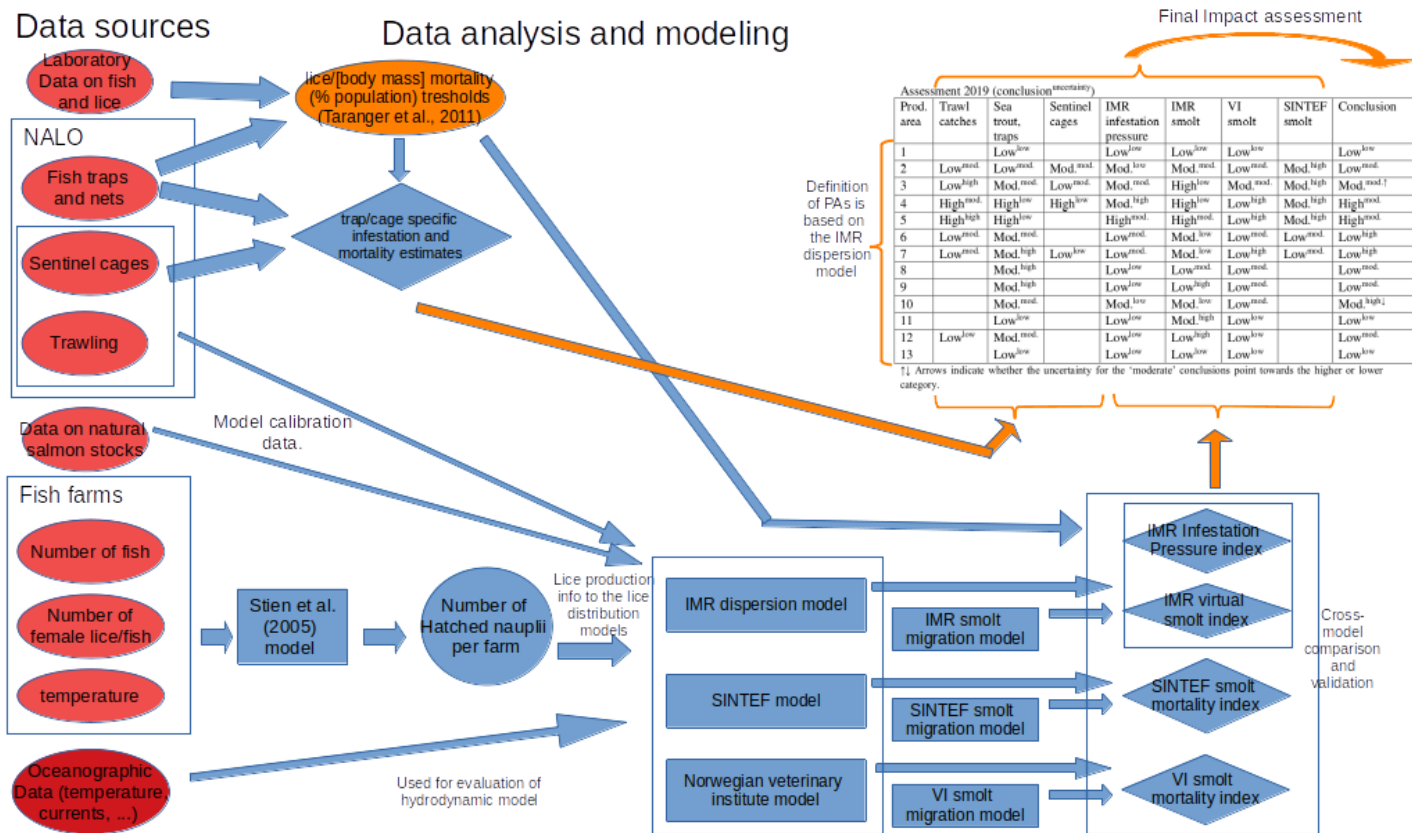 Data sources
Data analysis and modeling
Final Impact assessment
Laboratory
Data on fish
and lice
NALO
Fish traps
and nets
Sentinel cages
Trawling
Data on natural
salmon stocks
Model calibration
data.
Fish farms
Number of fish
Number of
female lice/fish
temperature
Oceanographic
Data (temperature,
currents, ...)
lice/[body mass] mortality
(% population) tresholds
(Taranger et al., 2011)
trap/cage specific
infestation and
mortality estimates
Stien et al.
(2005)
model
Number of
Hatched nauplii
per farm
Lice production
info to the lice
distribution
models
Used for evaluation of
hydrodynamic model
IMR dispersion model
IMR smolt
migration model
SINTEF model
SINTEF smolt
migration model
Norwegian veterinary
institute model
VI smolt
migration model
IMR Infestation
Pressure index
IMR virtual
smolt index
SINTEF smolt
mortality index
VI smolt
mortality index
Cross-
model
comparison
and
validation
Definition
of PAs is
based on
the IMR
dispersion
model
Assessment 2019 (conclusion^uncertainty)
Prod. area Trawl catches Sea trout, traps Sentinel cages IMR infestation pressure IMR smolt VI smolt SINTEF smolt Conclusion
1 Low^low Low^low Low^low Low^low Low^low
2 Low^mod. Low^mod. Mod.^mod. Mod.^low Mod.^mod. Low^mod. Mod.^high Low^mod.
3 Low^high Mod.^mod. Low^mod. Mod.^mod. High^low Mod.^mod. Mod.^high Mod.^mod.↑
4 High^mod. High^low High^low Mod.^high High^low Low^high Mod.^high High^mod.
5 High^high High^low High^mod. High^mod. Low^high Mod.^high High^mod.
6 Low^mod. Mod.^mod. Low^mod. Mod.^low Low^mod. Low^mod. Low^high
7 Low^mod. Mod.^high Low^low Low^mod. Mod.^low Low^high Low^mod. Low^high
8 Mod.^high Low^low Low^mod. Low^mod. Low^mod.
9 Mod.^high Low^low Low^high Low^low Low^mod.
10 Mod.^mod. Mod.^low Mod.^low Low^mod. Mod.^high↓
11 Low^low Low^low Mod.^high Low^low Low^low
12 Low^low Mod.^mod. Low^low Low^high Low^low Low^mod.
13 Low^low Low^low Low^low Low^low Low^low
↑↓ Arrows indicate whether the uncertainty for the ‘moderate’ conclusions point towards the higher or lower
category.